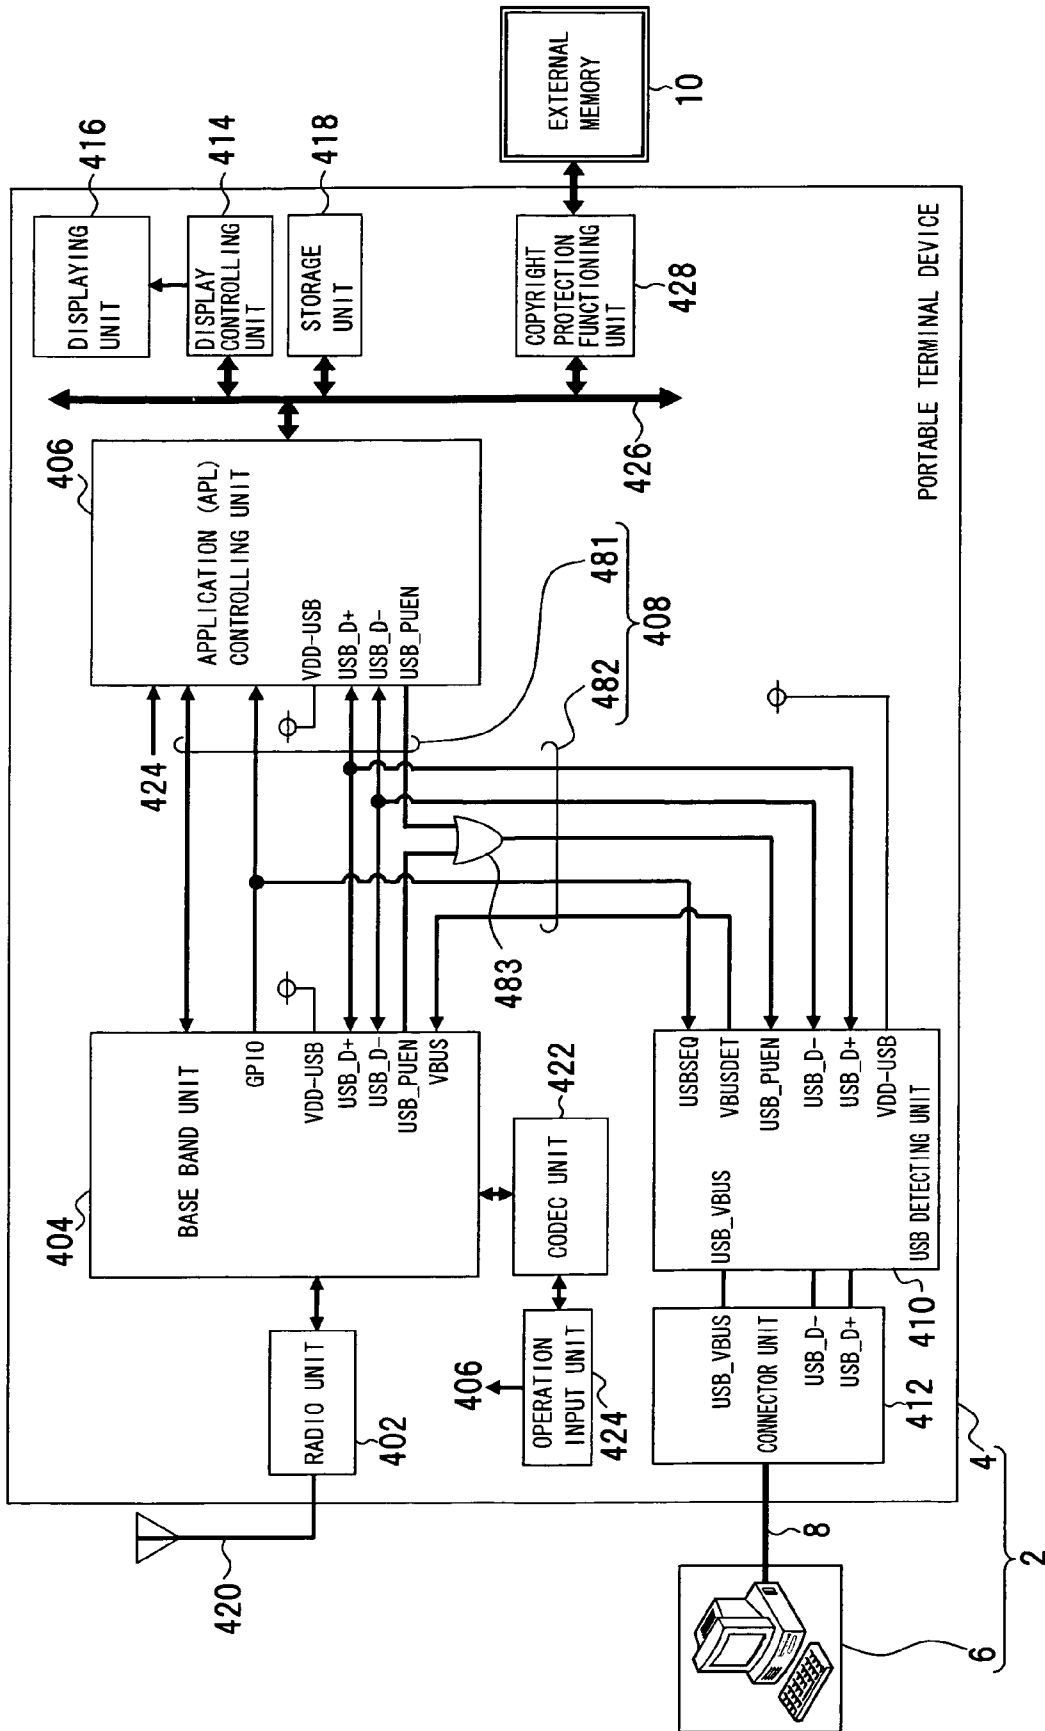 PORTABLE TERMINAL DEVICE
420
RADIO UNIT
402
404
BASE BAND UNIT
GPIO
VDD-USB
USB_D+
USB_D-
USB_PUEN
VBUS
424
406
APPLICATION (APL)
CONTROLLING UNIT
VDD-USB
USB_D+
USB_D-
USB_PUEN
DISPLAYING
UNIT
416
DISPLAY
CONTROLLING
UNIT
414
STORAGE
UNIT
418
426
COPYRIGHT
PROTECTION
FUNCTIONING
UNIT
428
EXTERNAL
MEMORY
10
481
482
408
483
406
OPERATION
INPUT UNIT
424
CODEC UNIT
422
USB_VBUS
CONNECTOR UNIT
USB_D-
USB_D+
412
USB_VBUS
USBSEQ
VBUSDET
USB_PUEN
USB_D-
USB_D+
VDD-USB
USB DETECTING UNIT
410
8
6
4
2